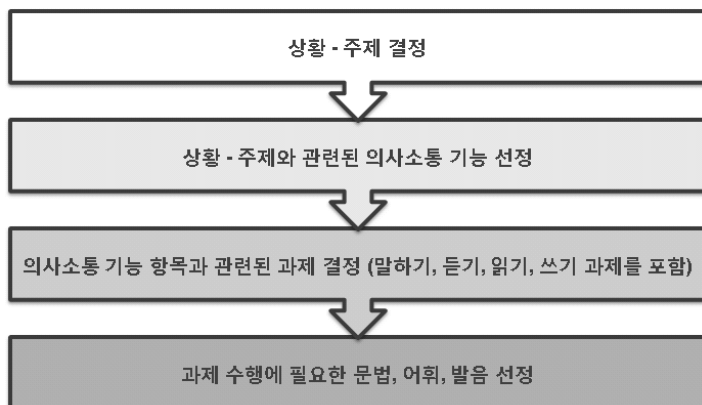 상황 - 주제 결정
상황 - 주제와 관련된 의사소통 기능 선정
의사소통 기능 항목과 관련된 과제 결정 (말하기, 듣기, 읽기, 쓰기 과제를 포함)
과제 수행에 필요한 문법, 어휘, 발음 선정